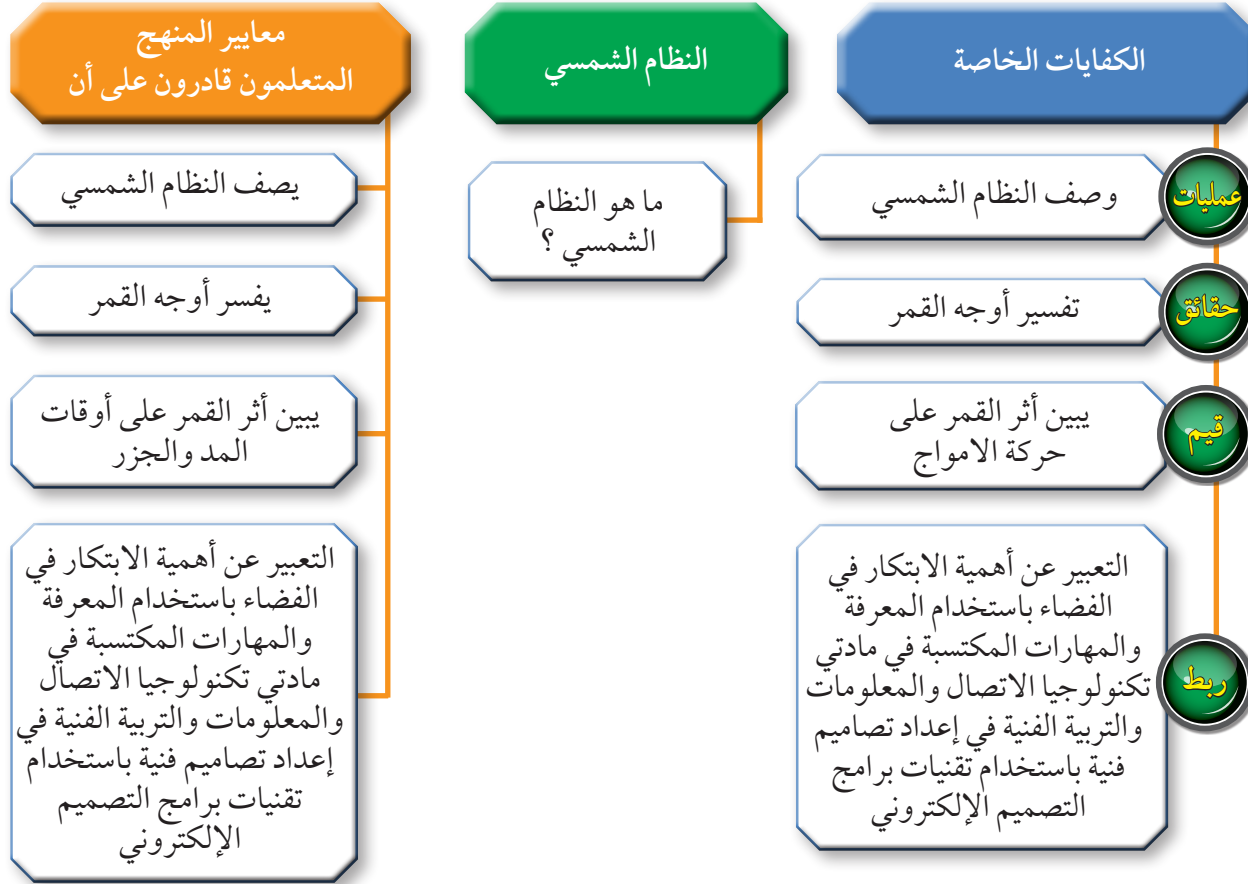 الكفايات الخاصة
عمليات
وصف النظام الشمسي
حقائق
تفسير أوجه القمر
قيم
يبين أثر القمر على
حركة الامواج
ربط
التعبير عن أهمية الابتكار في
الفضاء باستخدام المعرفة
والمهارات المكتسبة في مادتي
تكنولوجيا الاتصال والمعلومات
والتربية الفنية في إعداد تصاميم
فنية باستخدام تقنيات برامج
التصميم الإلكتروني
النظام الشمسي
ما هو النظام
الشمسي ؟
معايير المنهج
المتعلمون قادرون على أن
يصف النظام الشمسي
يفسر أوجه القمر
يبين أثر القمر على أوقات
المد والجزر
التعبير عن أهمية الابتكار في
الفضاء باستخدام المعرفة
والمهارات المكتسبة في
مادتي تكنولوجيا الاتصال
والمعلومات والتربية الفنية في
إعداد تصاميم فنية باستخدام
تقنيات برامج التصميم
الإلكتروني